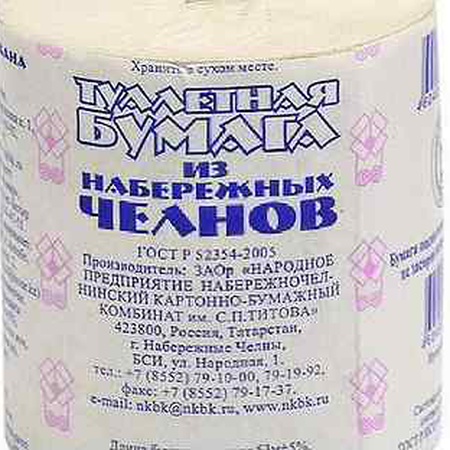 Хранить в сухом месте.
ТУАЛЕТНАЯ
БУМАГА
ИЗ
НАБЕРЕЖНЫХ
ЧЕЛНОВ
ГОСТ Р 52354-2005
Производитель: ЗАОр «НАРОДНОЕ
ПРЕДПРИЯТИЕ НАБЕРЕЖНОЧЕЛ-
НИНСКИЙ КАРТОННО-БУМАЖНЫЙ
КОМБИНАТ им. С.П.ТИТОВА»
423800, Россия, Татарстан,
г. Набережные Челны,
БСИ, ул. Народная, 1.
тел.: +7 (8552) 79-10-00, 79-19-92,
факс: +7 (8552) 79-17-37.
e-mail: nkbk@nkbk.ru, www.nkbk.ru
Бумага